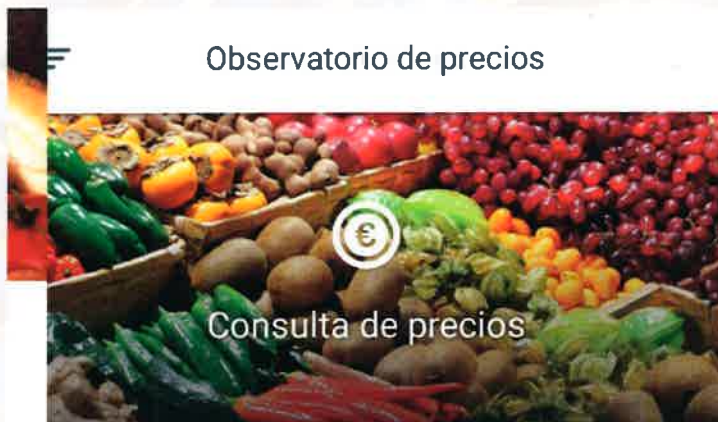 Observatorio de precios
€
Consulta de precios